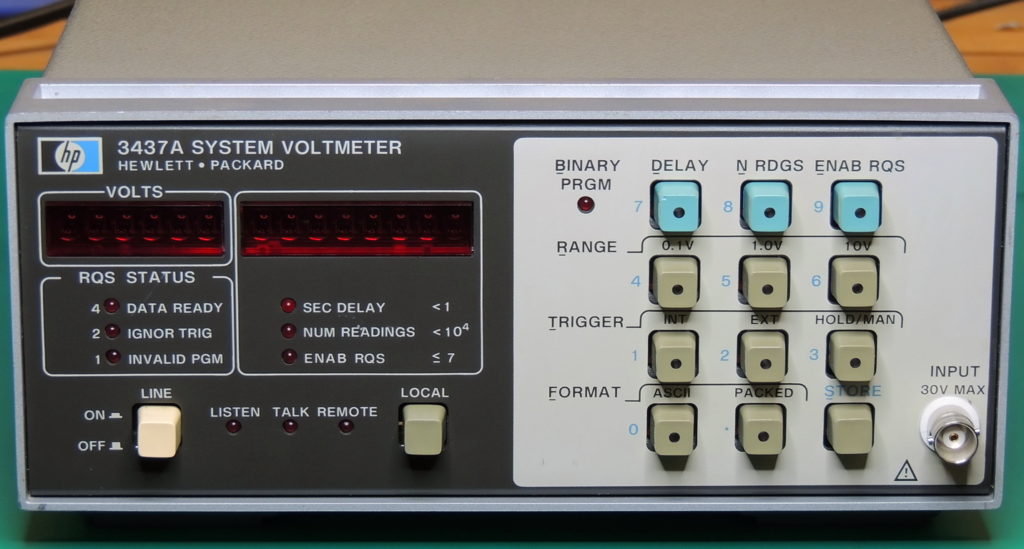 hp
3437A SYSTEM VOLTMETER
HEWLETT • PACKARD
VOLTS
RQS STATUS
4 DATA READY
2 IGNOR TRIG
1 INVALID PGM
SEC DELAY <1
NUM READINGS <10⁴
ENAB RQS ≤ 7
LINE
ON
OFF
LISTEN TALK REMOTE
LOCAL
BINARY
PRGM
DELAY N RDGS ENAB RQS
7 8 9
RANGE 0.1V 1.0V 10V
4 5 6
TRIGGER INT EXT HOLD/MAN
1 2 3
FORMAT ASCII PACKED STORE
0 .
INPUT
30V MAX